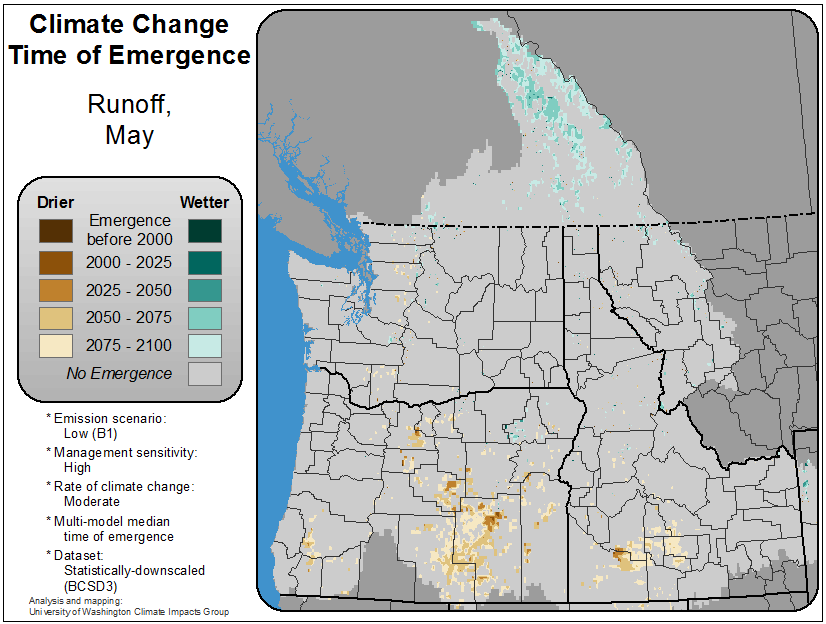 Climate Change
Time of Emergence
Runoff,
May
Drier Wetter
Emergence
before 2000
2000 - 2025
2025 - 2050
2050 - 2075
2075 - 2100
No Emergence
* Emission scenario:
Low (B1)
* Management sensitivity:
High
* Rate of climate change:
Moderate
* Multi-model median
time of emergence
* Dataset:
Statistically-downscaled
(BCSD3)
Analysis and mapping:
University of Washington Climate Impacts Group